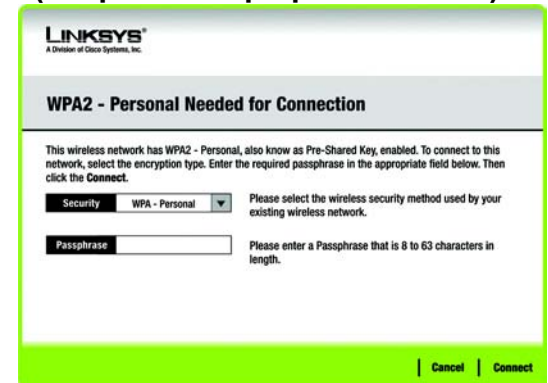 LINKSYS®
A Division of Cisco Systems, Inc.
WPA2 - Personal Needed for Connection
This wireless network has WPA2 - Personal, also know as Pre-Shared Key, enabled. To connect to this
network, select the encryption type. Enter the required passphrase in the appropriate field below. Then
click the Connect.
Security WPA - Personal Please select the wireless security method used by your
existing wireless network.
Passphrase Please enter a Passphrase that is 8 to 63 characters in
length.
Cancel Connect